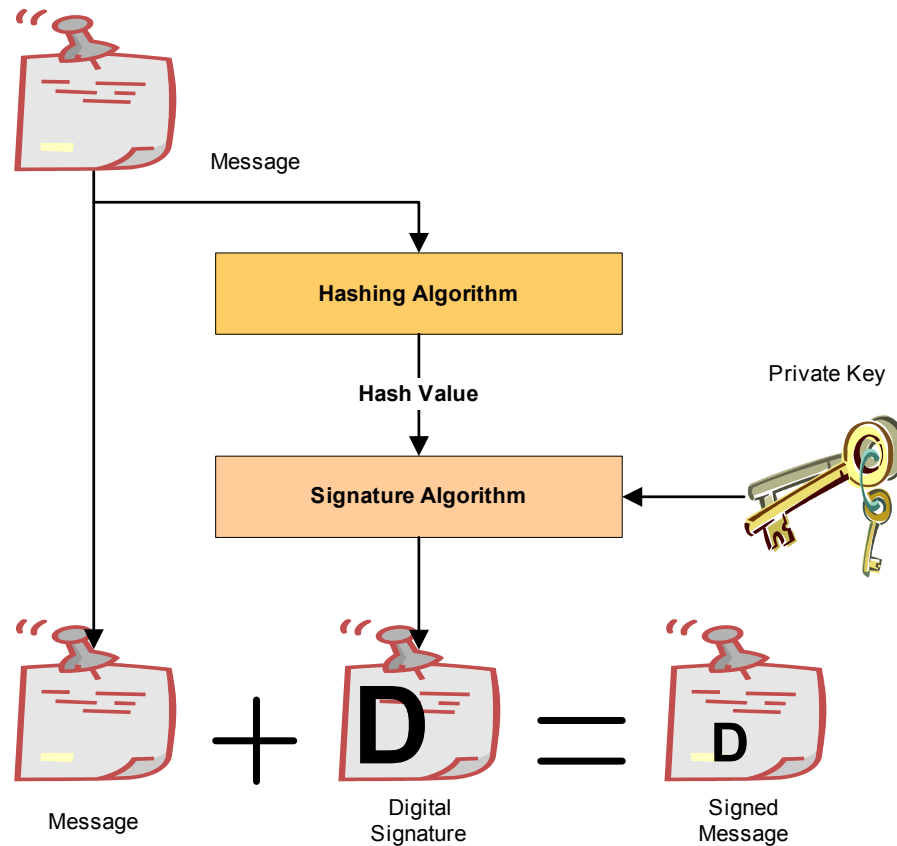 Message
Hashing Algorithm
Hash Value
Private Key
Signature Algorithm
D
D
Message
Digital
Signature
Signed
Message